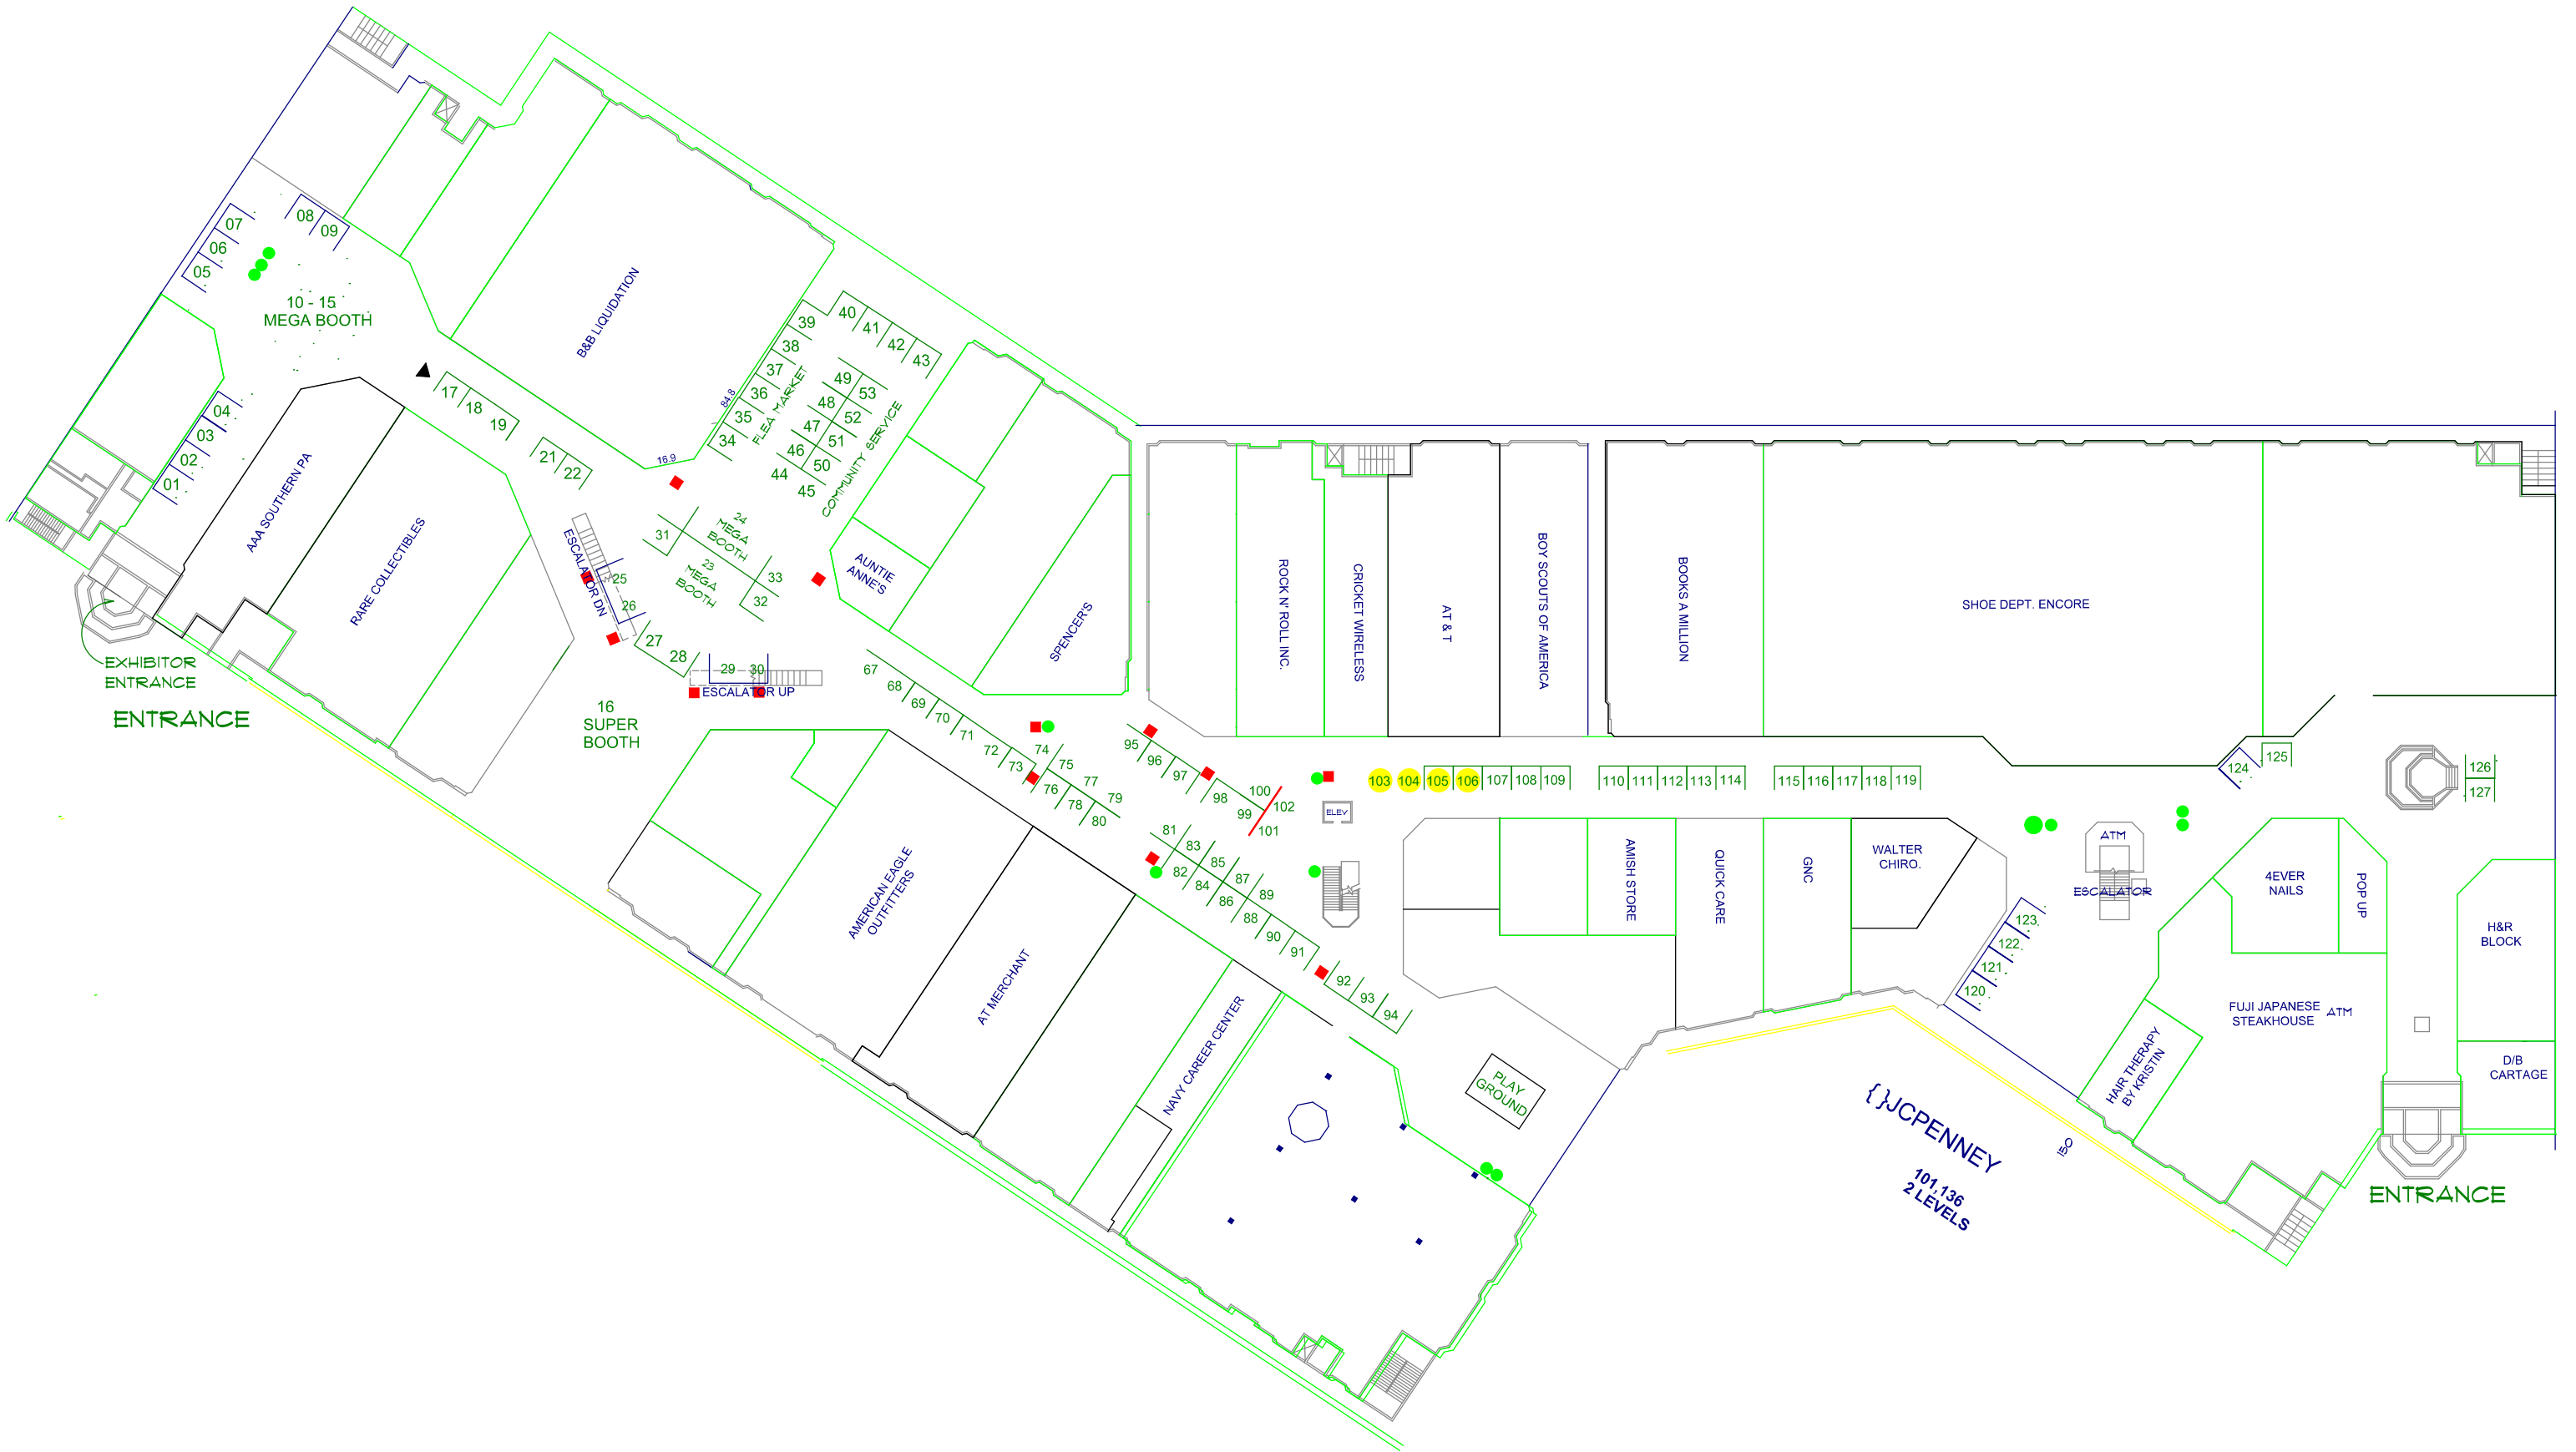 07
06
05
08
09
10 - 15
MEGA BOOTH
04
03
02
01
17
18
19
21
22
B&B LIQUIDATION
AAA SOUTHERN PA
RARE COLLECTIBLES
EXHIBITOR
ENTRANCE
ENTRANCE
84.8
16.9
39
38
37
36
35
34
FLEA MARKET
40
41
42
43
49
53
48
52
47
51
46
50
44
45
COMMUNITY SERVICE
24
MEGA
BOOTH
23
MEGA
BOOTH
31
33
32
ESCALATOR DN
25
26
27
28
29
30
ESCALATOR UP
16
SUPER
BOOTH
AUNTIE
ANNE'S
SPENCER'S
67
68
69
70
71
72
73
74
75
76
77
78
79
80
81
82
83
84
85
86
87
88
89
90
91
92
93
94
95
96
97
98
99
100
101
102
ELEV
AMERICAN EAGLE
OUTFITTERS
AT MERCHANT
NAVY CAREER CENTER
PLAY
GROUND
ROCK N' ROLL INC.
CRICKET WIRELESS
AT & T
BOY SCOUTS OF AMERICA
BOOKS A MILLION
SHOE DEPT. ENCORE
103
104
105
106
107
108
109
110
111
112
113
114
115
116
117
118
119
124
125
126
127
AMISH STORE
QUICK CARE
GNC
WALTER
CHIRO.
123
122
121
120
ATM
ESCALATOR
4EVER
NAILS
POP UP
H&R
BLOCK
FUJI JAPANESE
STEAKHOUSE
ATM
HAIR THERAPY
BY KRISTIN
D/B
CARTAGE
{ }JCPENNEY
101,136
2 LEVELS
150
ENTRANCE